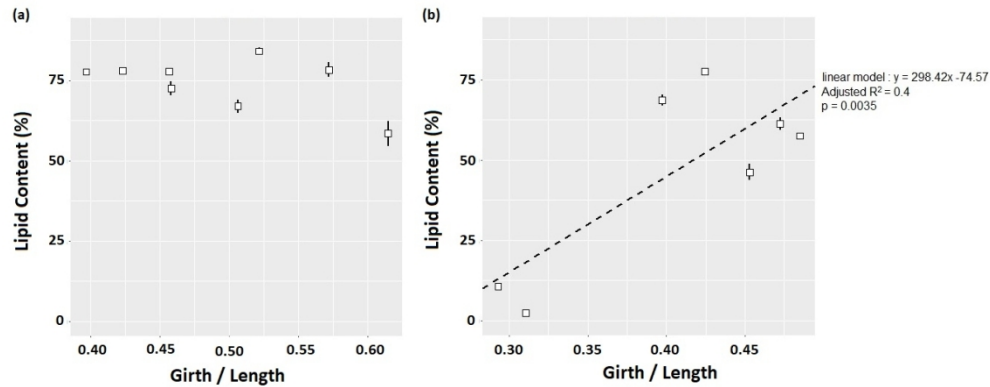 (a)
Lipid Content (%)
75
50
25
0
0.40 0.45 0.50 0.55 0.60
Girth / Length
(b)
Lipid Content (%)
75
50
25
0
0.30 0.35 0.40 0.45
Girth / Length
linear model : y = 298.42x -74.57
Adjusted R² = 0.4
p = 0.0035